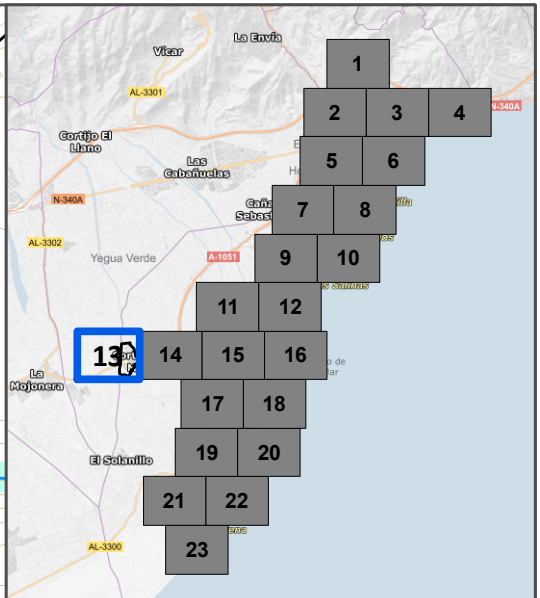 La Envía
Vícar
1
AL-3301
2
3
4
N-340A
Cortijo El
Llano
Las
Cabañuelas
5
6
N-340A
7
8
AL-3302
Yegua Verde
A-1051
9
10
Salinas
11
12
13
14
15
16
La
Mojonera
17
18
El Solanillo
19
20
21
22
AL-3300
23